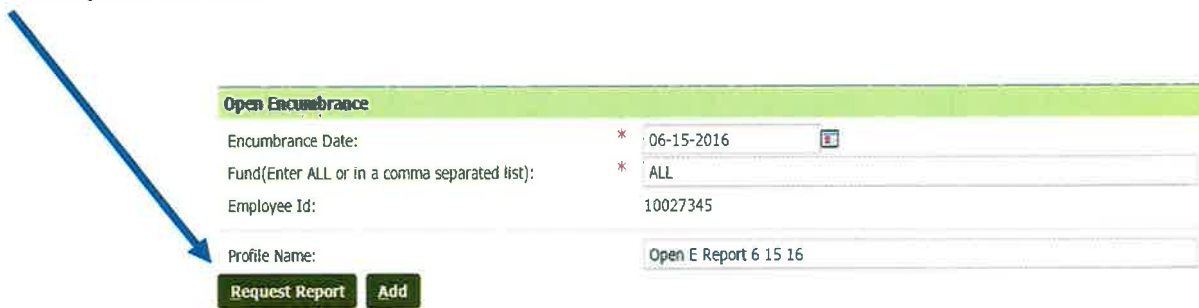 Open Encumbrance
Encumbrance Date: * 06-15-2016
Fund(Enter ALL or in a comma separated list): * ALL
Employee Id: 10027345
Profile Name: Open E Report 6 15 16
Request Report Add